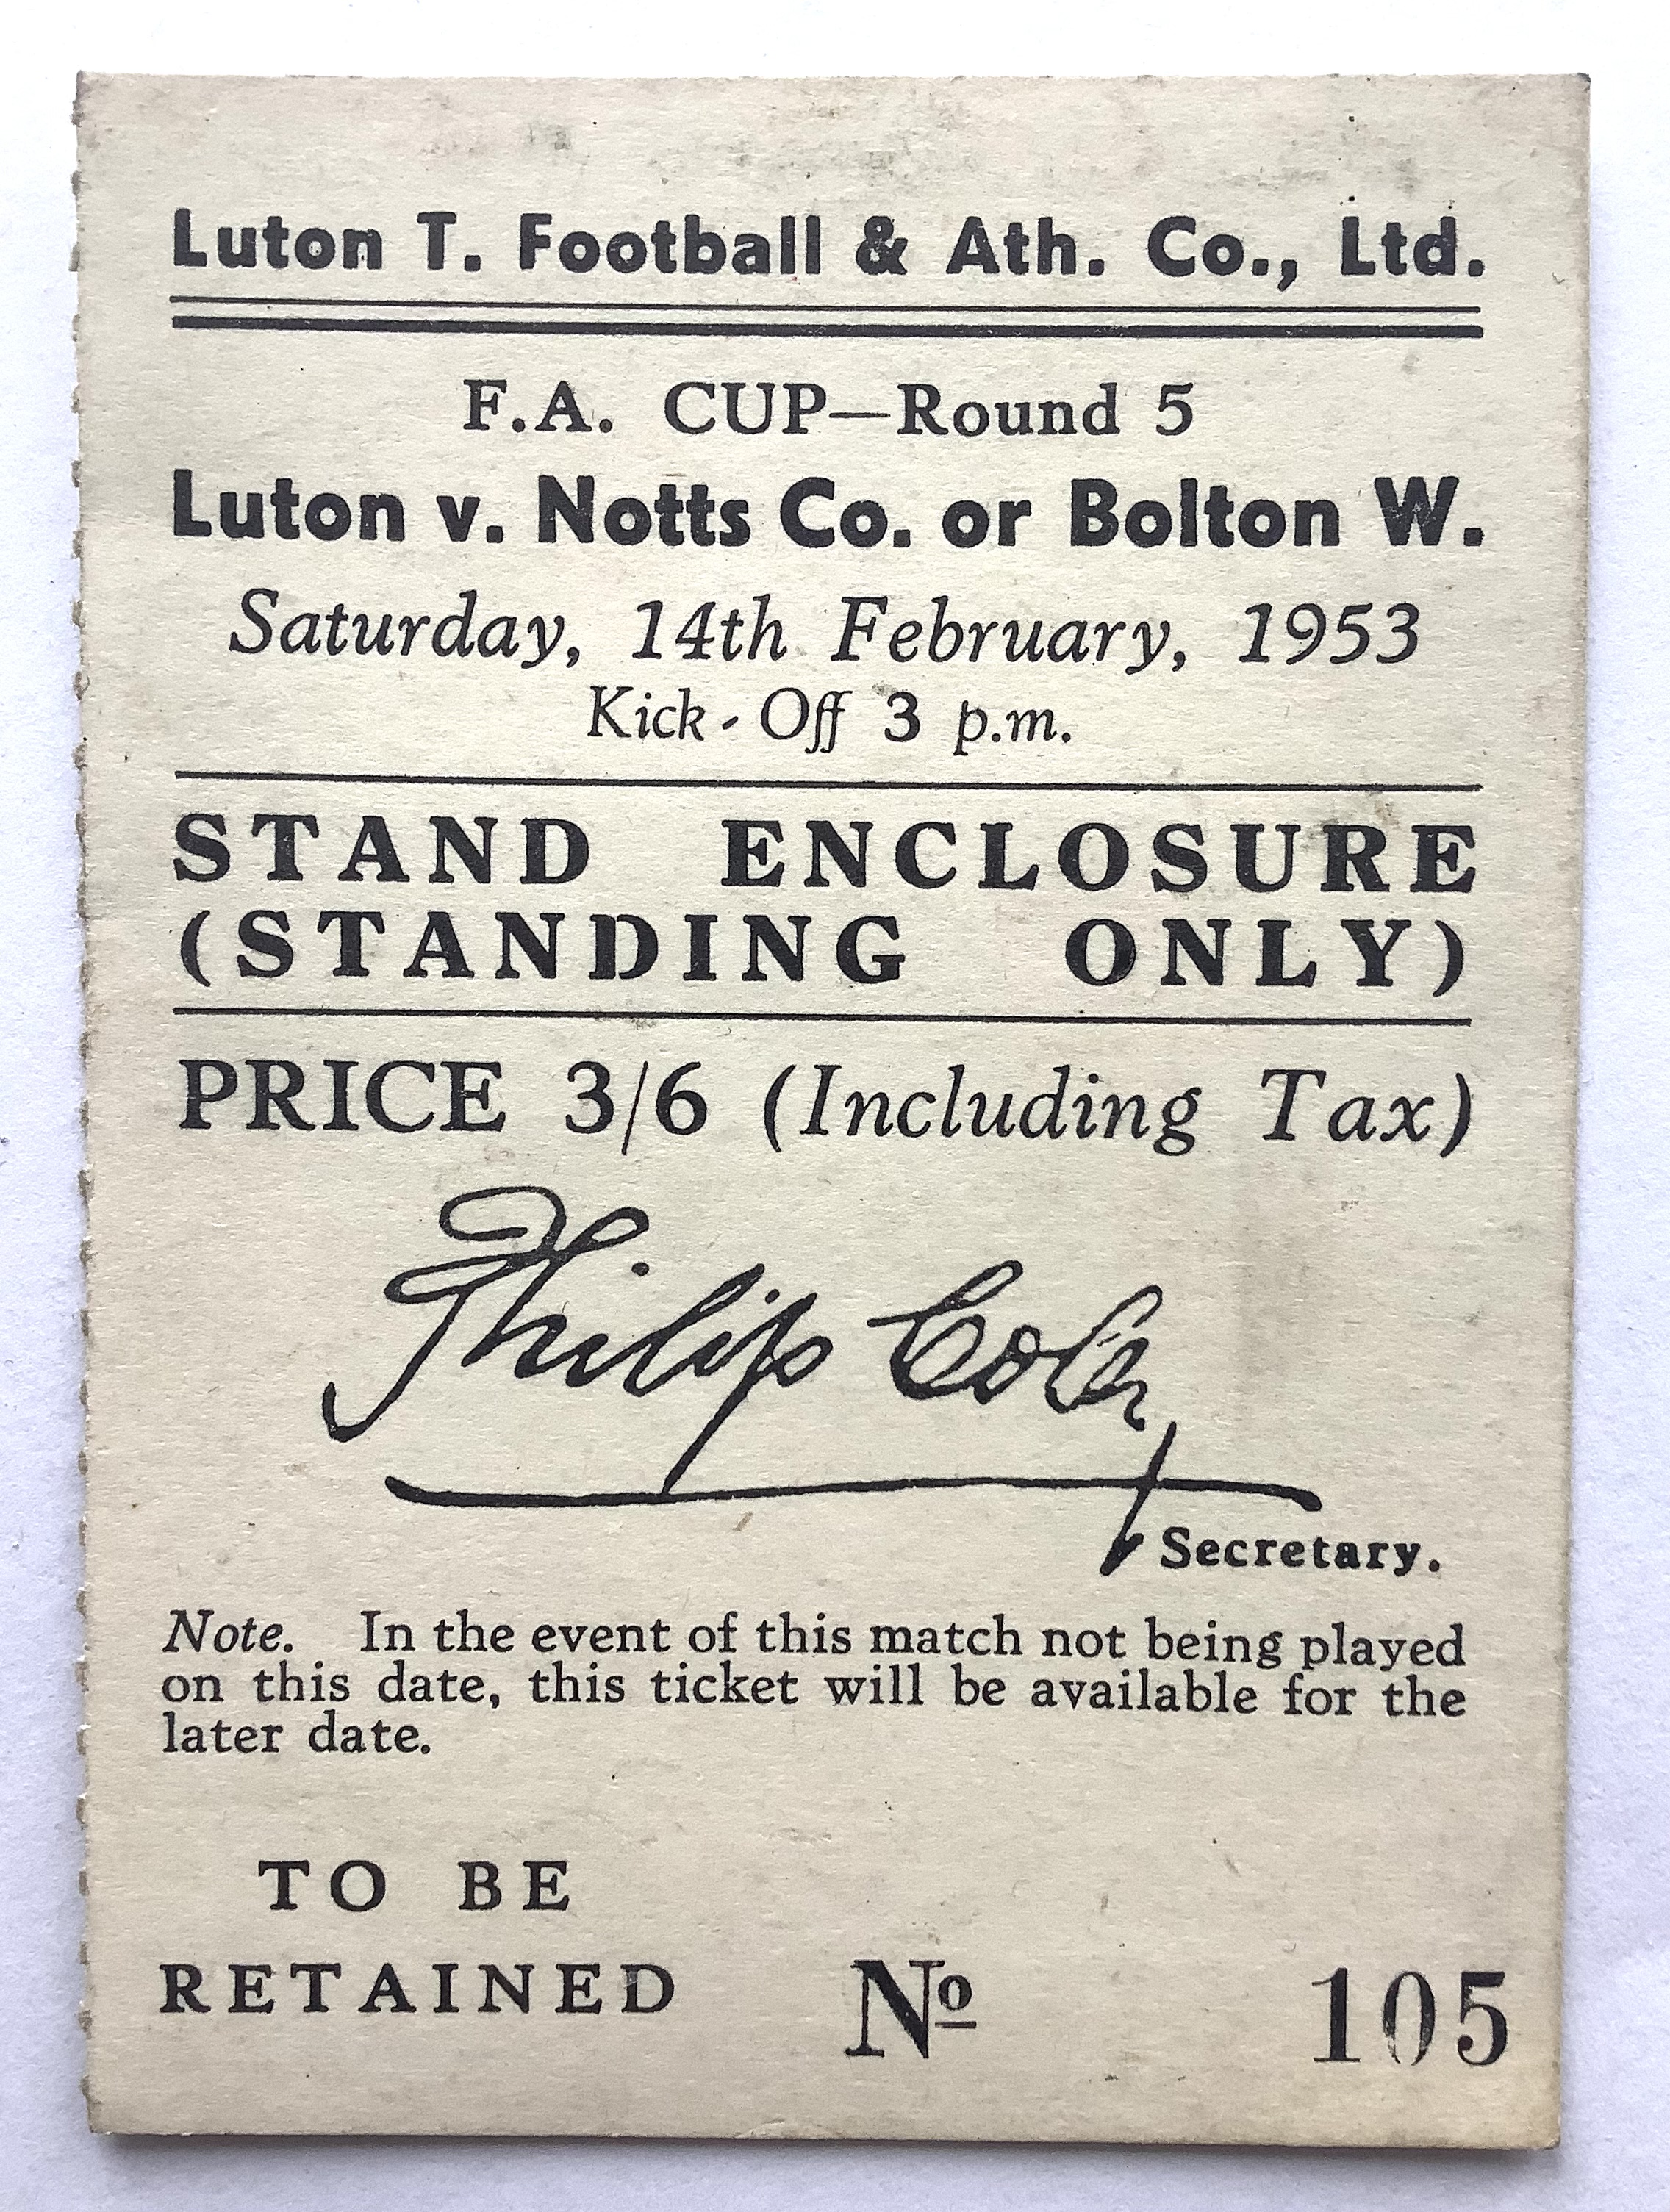 Luton T. Football & Ath. Co., Ltd.
F.A. CUP—Round 5
Luton v. Notts Co. or Bolton W.
Saturday, 14th February, 1953
Kick-Off 3 p.m.
STAND ENCLOSURE
(STANDING ONLY)
PRICE 3/6 (Including Tax)
Philip Coley
Secretary.
Note. In the event of this match not being played
on this date, this ticket will be available for the
later date.
TO BE
RETAINED Nº 105